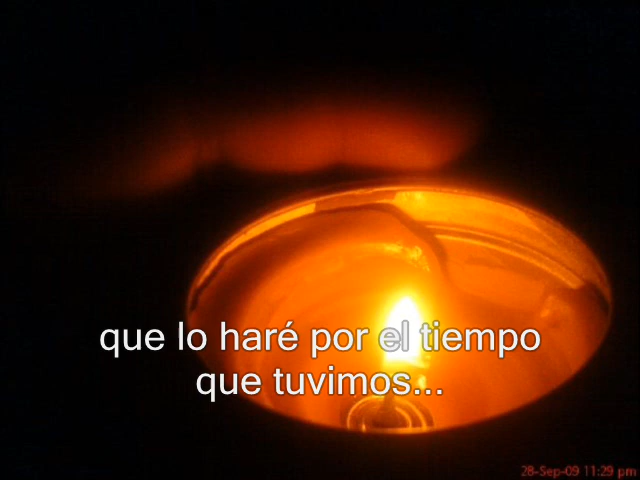 que lo haré por el tiempo
que tuvimos...
28-Sep-09 11:29 pm